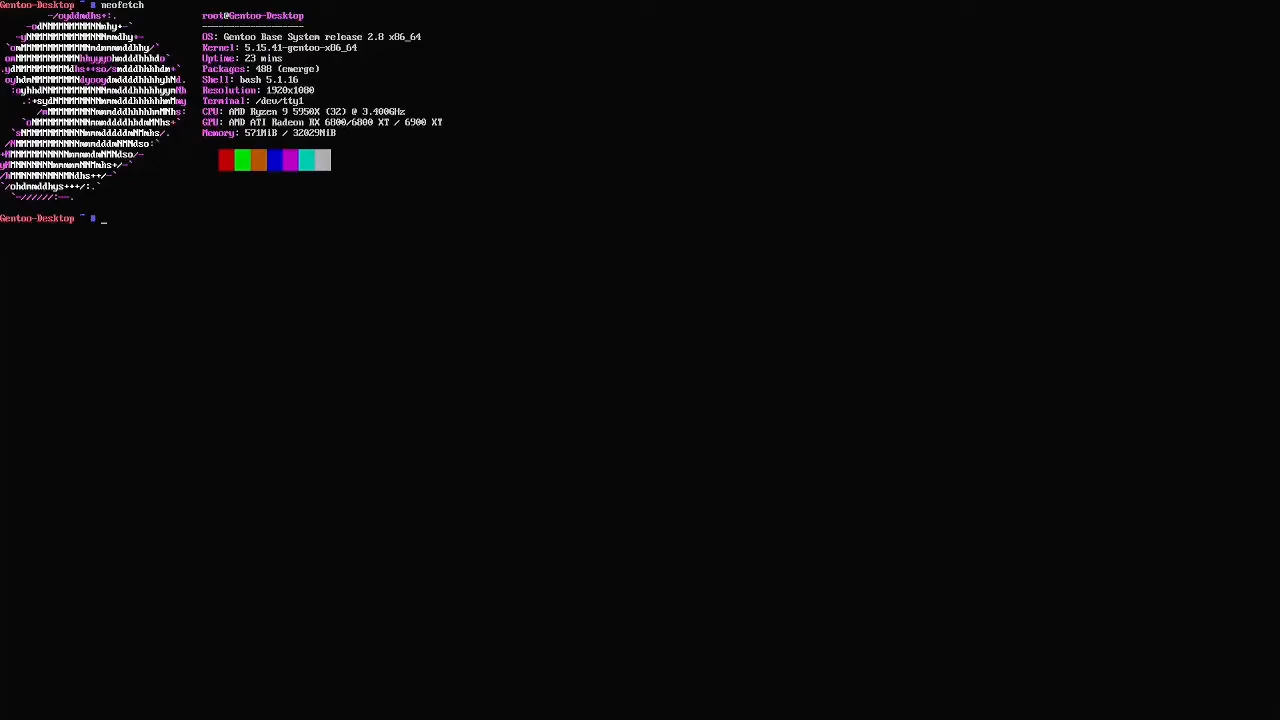 Gentoo-Desktop ~ # neofetch
root@Gentoo-Desktop
-------------------
OS: Gentoo Base System release 2.8 x86_64
Kernel: 5.15.41-gentoo-x86_64
Uptime: 23 mins
Packages: 488 (emerge)
Shell: bash 5.1.16
Resolution: 1920x1080
Terminal: /dev/tty1
CPU: AMD Ryzen 9 5950X (32) @ 3.400GHz
GPU: AMD ATI Radeon RX 6800/6800 XT / 6900 XT
Memory: 571MiB / 32029MiB
Gentoo-Desktop ~ # _